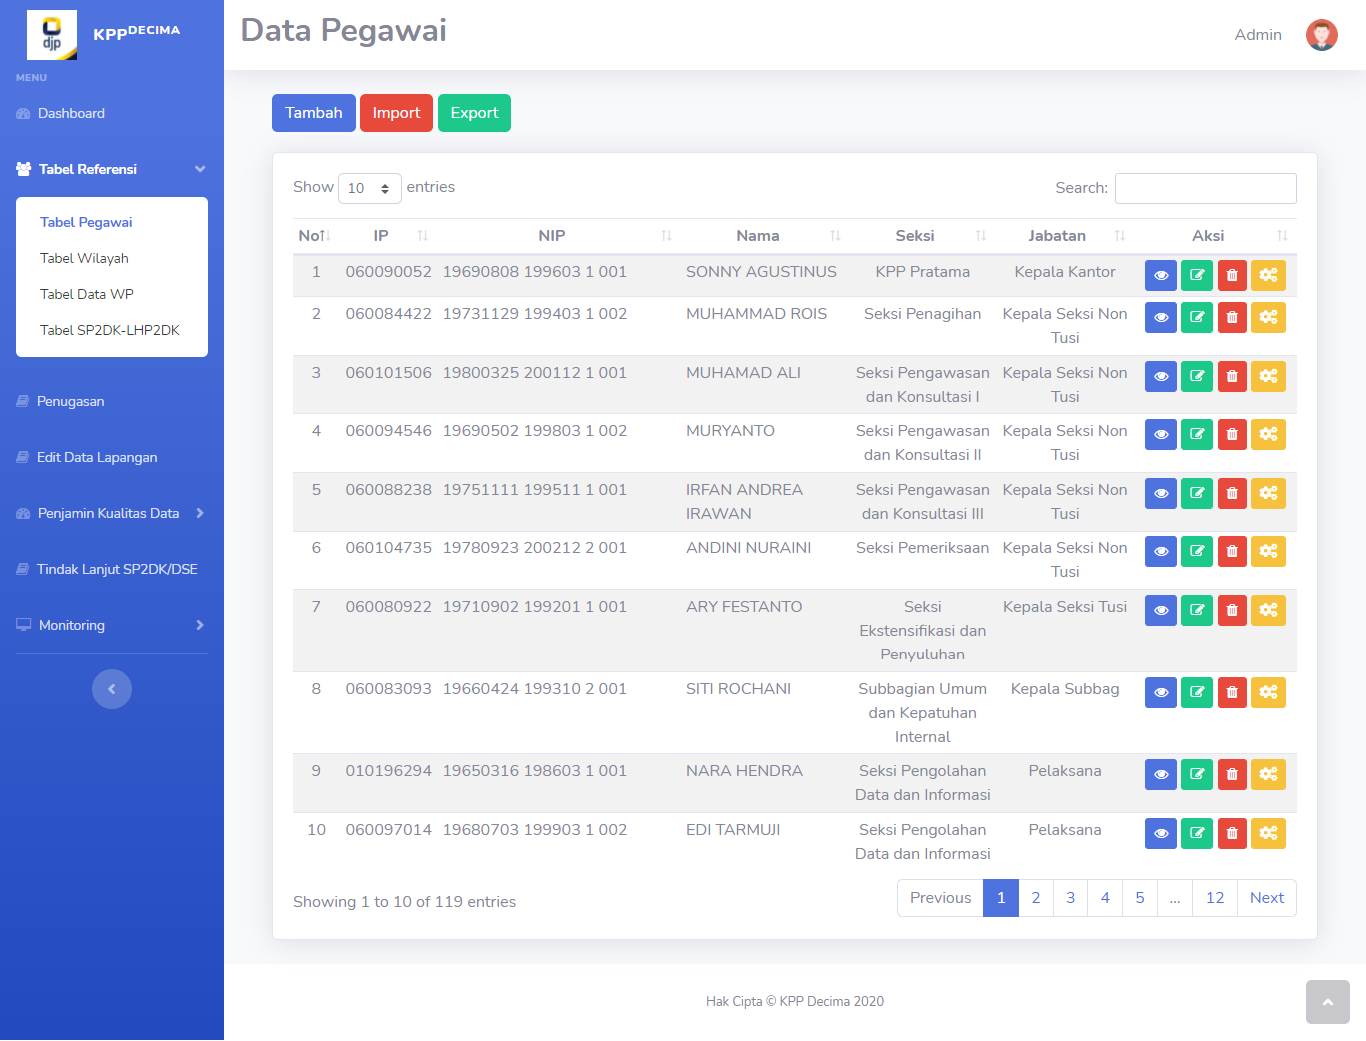 djp
KPP DECIMA
Data Pegawai
Admin
MENU
Dashboard
Tabel Referensi
Tabel Pegawai
Tabel Wilayah
Tabel Data WP
Tabel SP2DK-LHP2DK
Penugasan
Edit Data Lapangan
Penjamin Kualitas Data
Tindak Lanjut SP2DK/DSE
Monitoring
Tambah Import Export
Show 10 entries Search:
No IP NIP Nama Seksi Jabatan Aksi
1 060090052 19690808 199603 1 001 SONNY AGUSTINUS KPP Pratama Kepala Kantor
2 060084422 19731129 199403 1 002 MUHAMMAD ROIS Seksi Penagihan Kepala Seksi Non
Tusi
3 060101506 19800325 200112 1 001 MUHAMAD ALI Seksi Pengawasan Kepala Seksi Non
dan Konsultasi I Tusi
4 060094546 19690502 199803 1 002 MURYANTO Seksi Pengawasan Kepala Seksi Non
dan Konsultasi II Tusi
5 060088238 19751111 199511 1 001 IRFAN ANDREA Seksi Pengawasan Kepala Seksi Non
IRAWAN dan Konsultasi III Tusi
6 060104735 19780923 200212 2 001 ANDINI NURAINI Seksi Pemeriksaan Kepala Seksi Non
Tusi
7 060080922 19710902 199201 1 001 ARY FESTANTO Seksi Kepala Seksi Tusi
Ekstensifikasi dan
Penyuluhan
8 060083093 19660424 199310 2 001 SITI ROCHANI Subbagian Umum Kepala Subbag
dan Kepatuhan
Internal
9 010196294 19650316 198603 1 001 NARA HENDRA Seksi Pengolahan Pelaksana
Data dan Informasi
10 060097014 19680703 199903 1 002 EDI TARMUJI Seksi Pengolahan Pelaksana
Data dan Informasi
Showing 1 to 10 of 119 entries
Previous 1 2 3 4 5 ... 12 Next
Hak Cipta © KPP Decima 2020